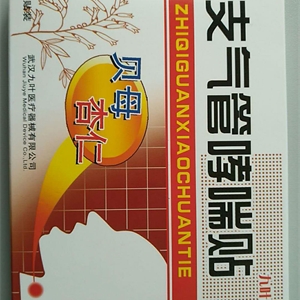 支气管哮喘贴
ZHIQIGUANXIAOCHUANTIE
贝母
杏仁
武汉九叶医疗器械有限公司
Wuhan Jiuye Medical Device Co., Ltd.